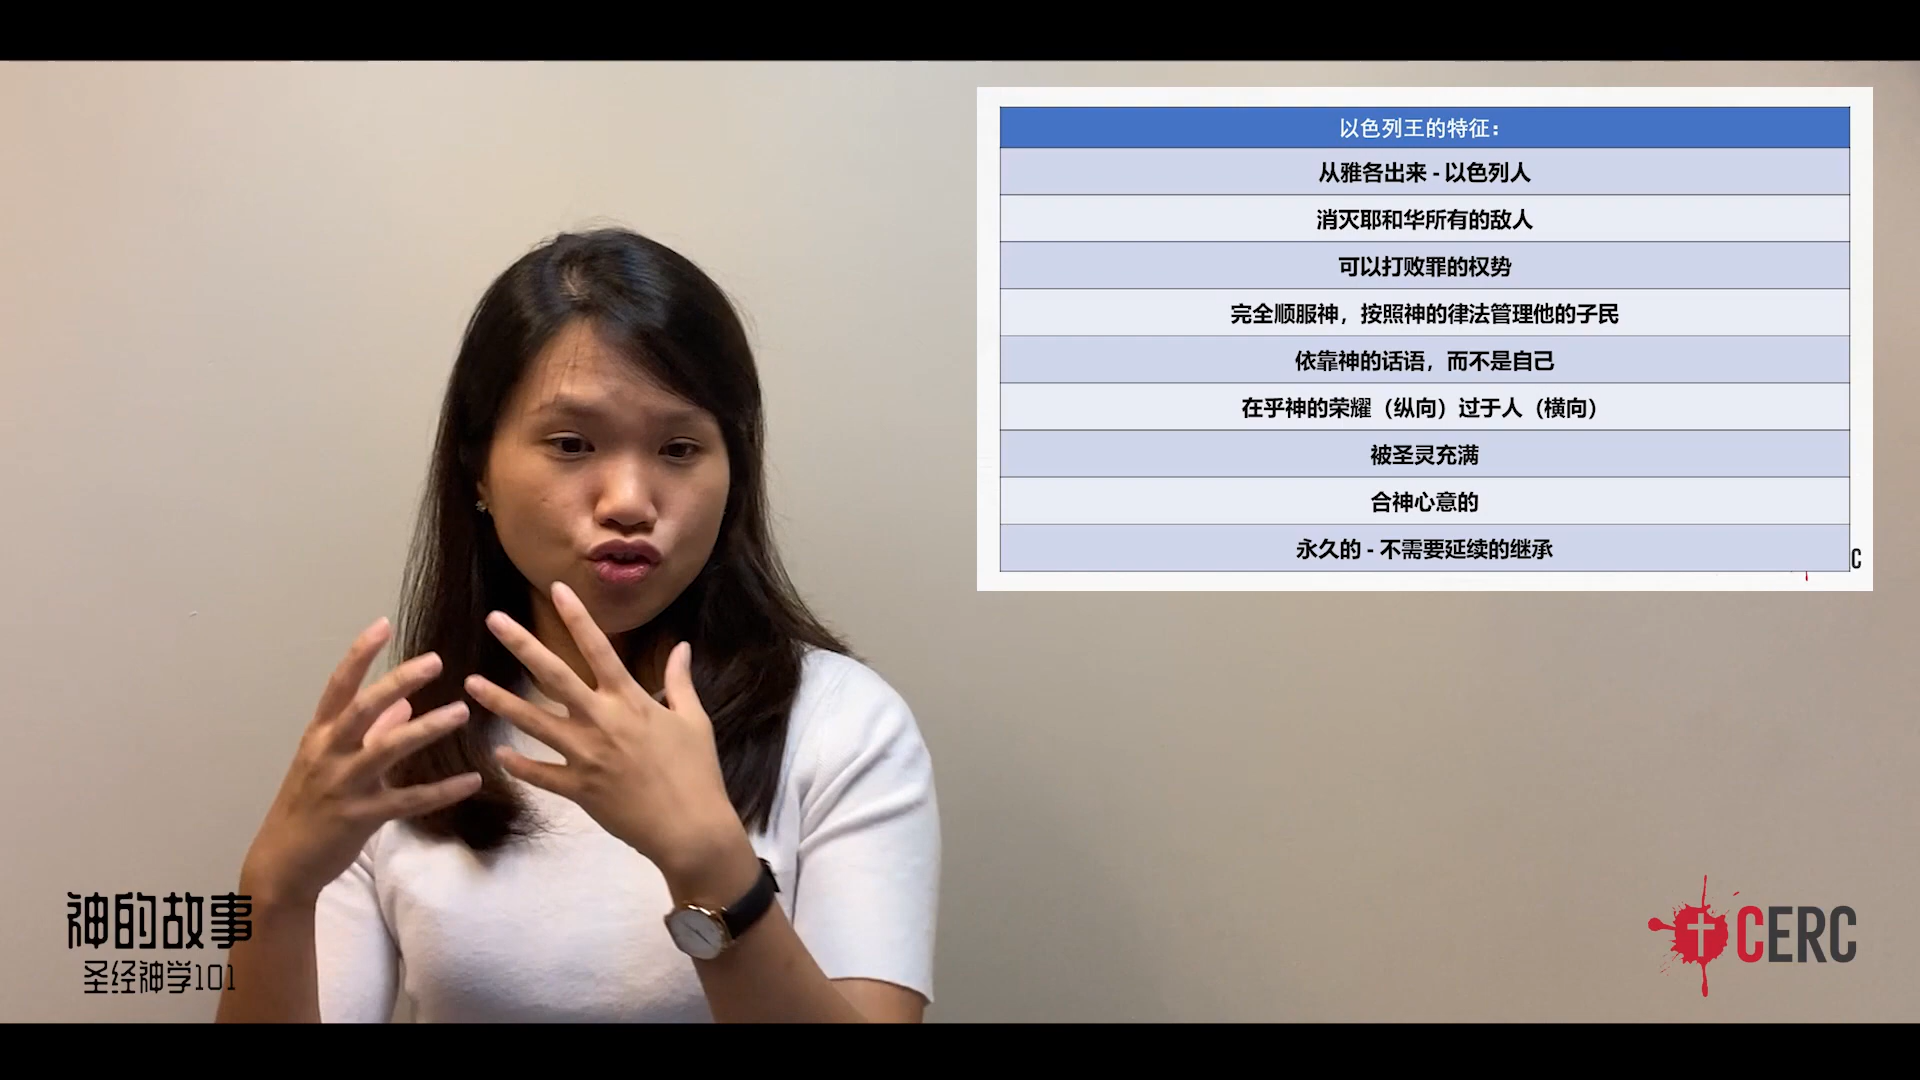 以色列王的特征：
从雅各出来 - 以色列人
消灭耶和华所有的敌人
可以打败罪的权势
完全顺服神，按照神的律法管理他的子民
依靠神的话语，而不是自己
在乎神的荣耀（纵向）过于人（横向）
被圣灵充满
合神心意的
永久的 - 不需要延续的继承
C
神的故事
圣经神学101
CERC